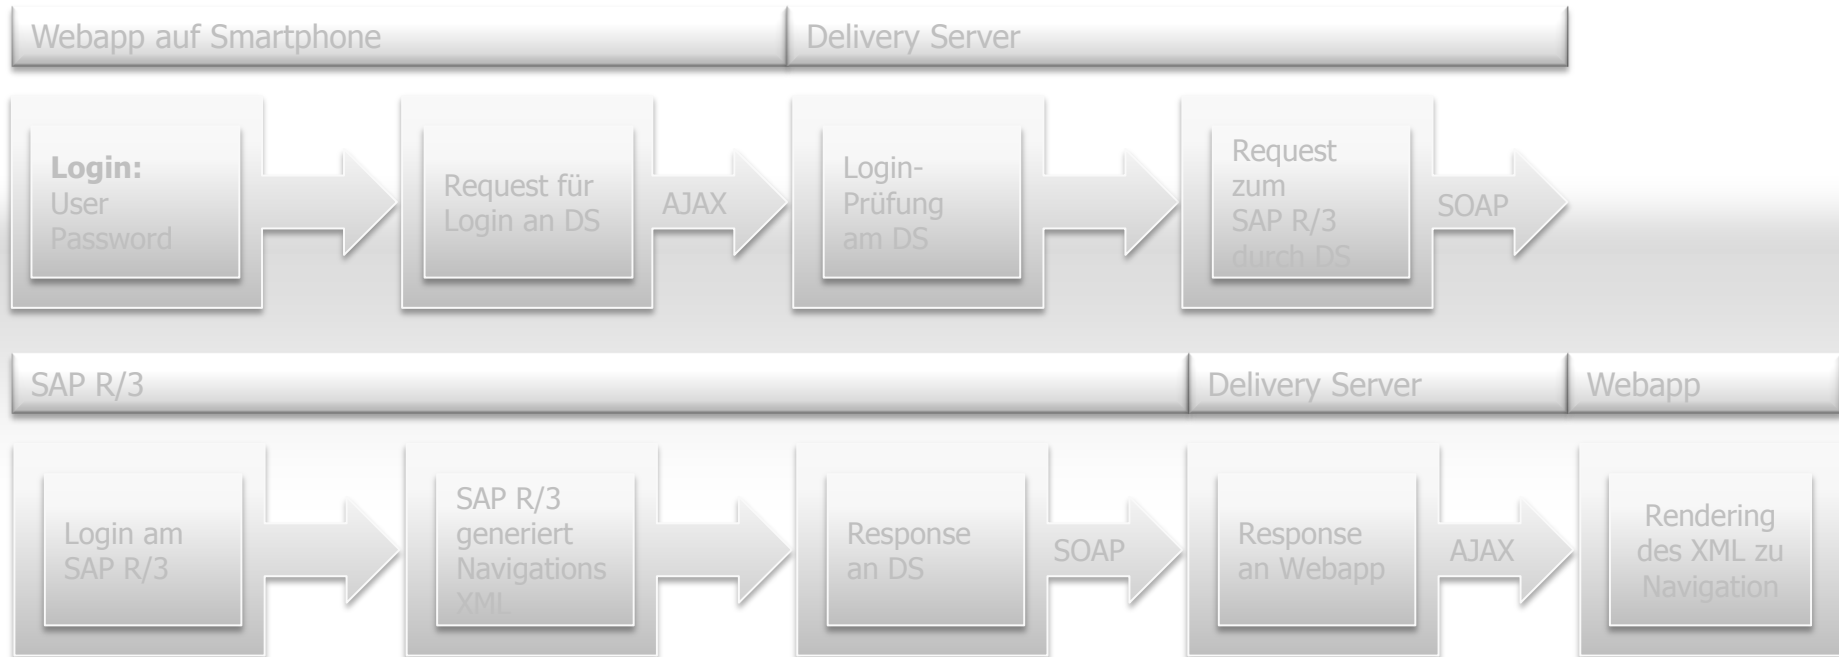 Webapp auf Smartphone
Delivery Server
Login:
User
Password
Request für
Login an DS
AJAX
Login-
Prüfung
am DS
Request
zum
SAP R/3
durch DS
SOAP
SAP R/3
Delivery Server
Webapp
Login am
SAP R/3
SAP R/3
generiert
Navigations
XML
Response
an DS
SOAP
Response
an Webapp
AJAX
Rendering
des XML zu
Navigation